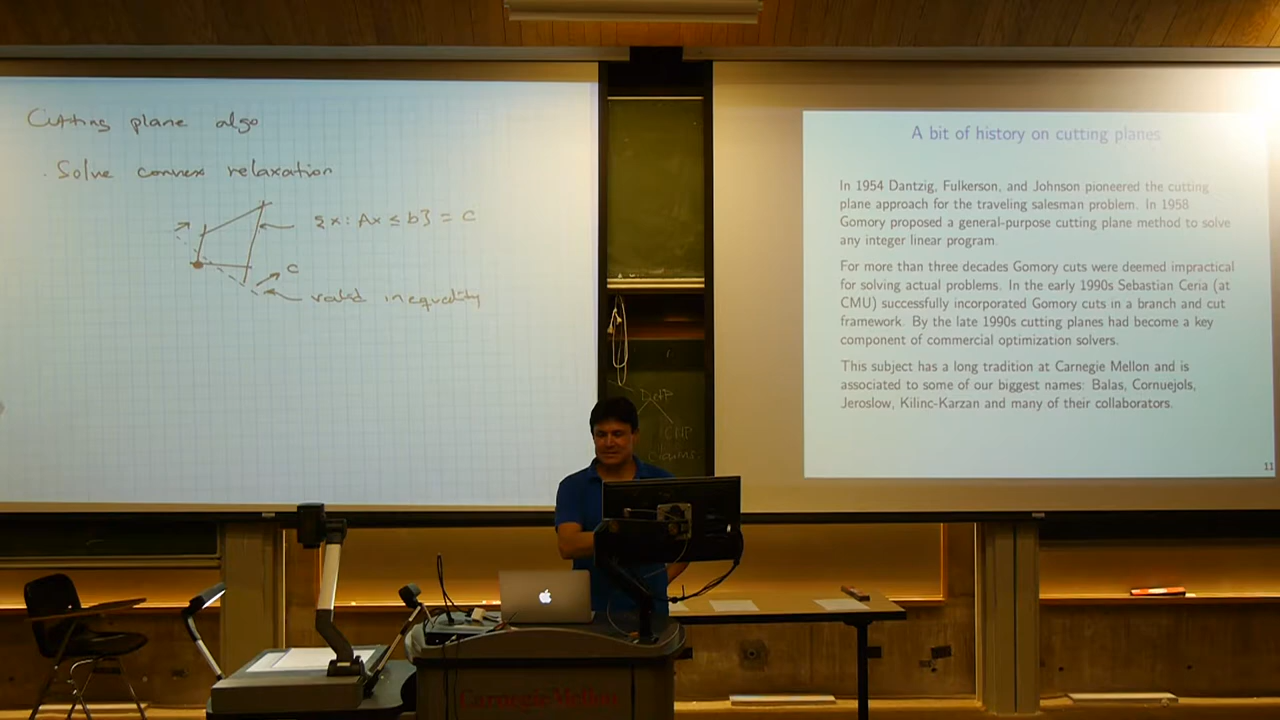 Cutting plane algo
. Solve convex relaxation
{x: Ax ≤ b} = C
c
valid inequality
A bit of history on cutting planes
In 1954 Dantzig, Fulkerson, and Johnson pioneered the cutting
plane approach for the traveling salesman problem. In 1958
Gomory proposed a general-purpose cutting plane method to solve
any integer linear program.
For more than three decades Gomory cuts were deemed impractical
for solving actual problems. In the early 1990s Sebastian Ceria (at
CMU) successfully incorporated Gomory cuts in a branch and cut
framework. By the late 1990s cutting planes had become a key
component of commercial optimization solvers.
This subject has a long tradition at Carnegie Mellon and is
associated to some of our biggest names: Balas, Cornuejols,
Jeroslow, Kilinc-Karzan and many of their collaborators.
11
Carnegie Mellon